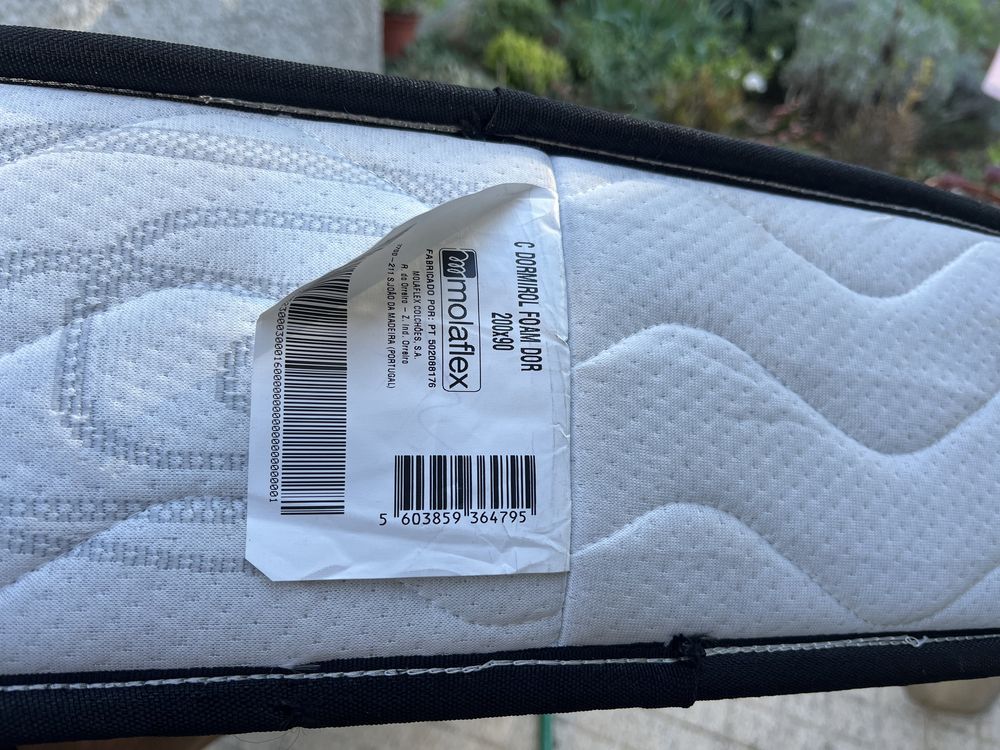 C DORMIROL FOAM DOR
200x90
molaflex
FABRICADO POR: PT 502088176
MOLAFLEX COLCHÕES, S.A.
R. do Orreiro - Z. Ind. Orreiro
-211 S.JOÃO DA MADEIRA (PORTUGAL)
5 603859 364795